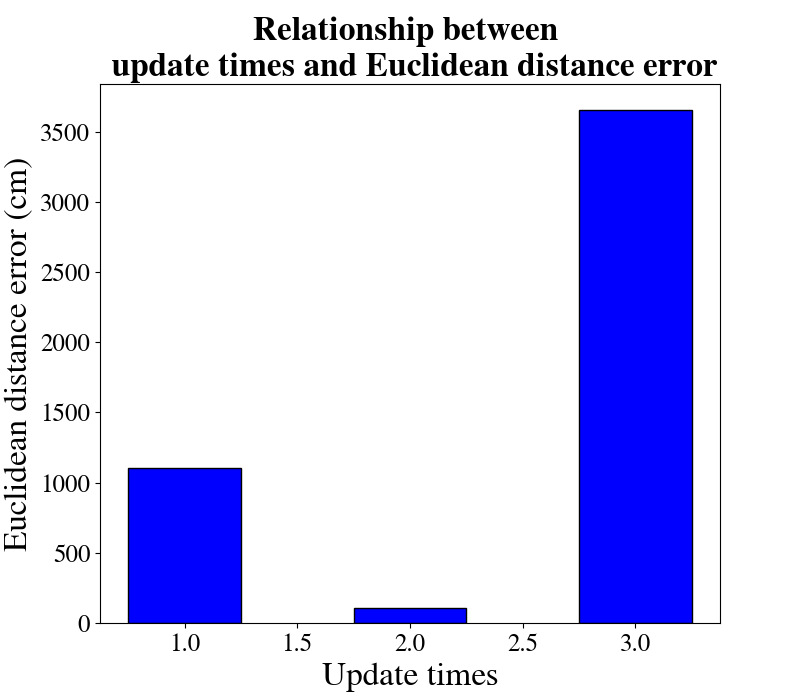 Relationship between
update times and Euclidean distance error
Euclidean distance error (cm)
3500
3000
2500
2000
1500
1000
500
0
1.0 1.5 2.0 2.5 3.0
Update times